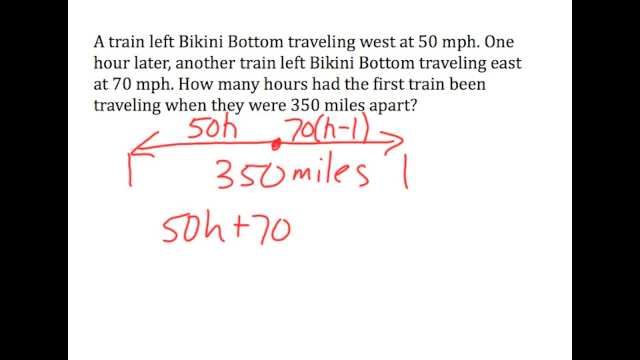 A train left Bikini Bottom traveling west at 50 mph. One
hour later, another train left Bikini Bottom traveling east
at 70 mph. How many hours had the first train been
traveling when they were 350 miles apart?
50h 70(h-1)
350 miles
50h+70